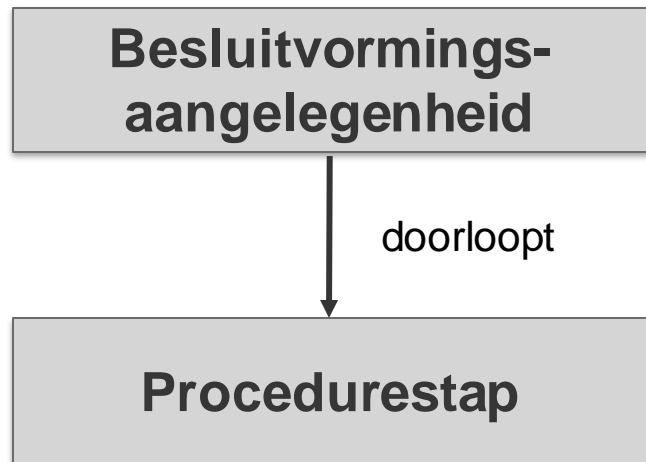 Besluitvormings-
aangelegenheid
doorloopt
Procedurestap